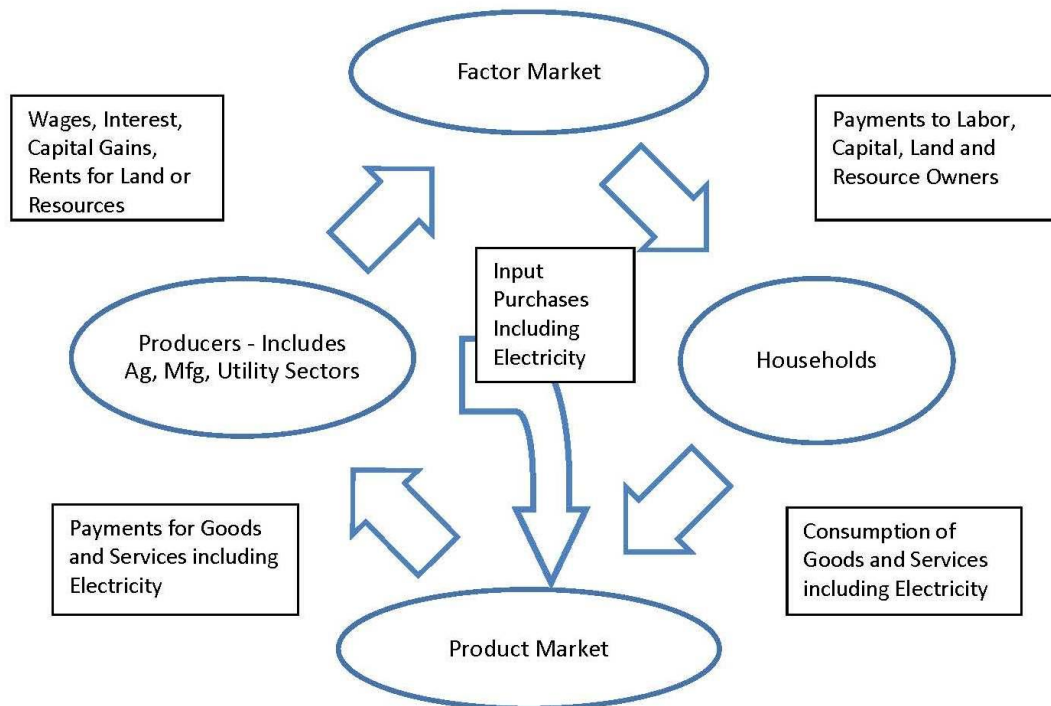 Factor Market
Wages, Interest,
Capital Gains,
Rents for Land or
Resources
Payments to Labor,
Capital, Land and
Resource Owners
Input
Purchases
Including
Electricity
Producers - Includes
Ag, Mfg, Utility Sectors
Households
Payments for Goods
and Services including
Electricity
Consumption of
Goods and Services
including Electricity
Product Market